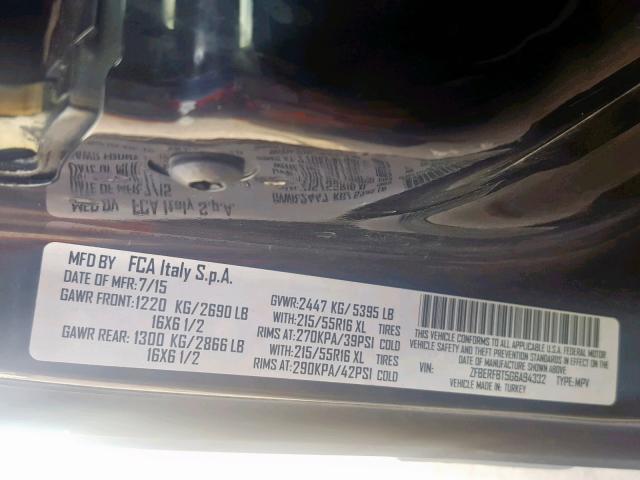 MFD BY FCA Italy S.p.A.
DATE OF MFR: 7/15
GAWR FRONT: 1220 KG/2690 LB
16X6 1/2
GAWR REAR: 1300 KG/2866 LB
16X6 1/2
GVWR: 2447 KG/ 5395 LB
WITH: 215/55R16 XL TIRES
RIMS AT: 270KPA/39PSI COLD
WITH: 215/55R16 XL TIRES
RIMS AT: 290KPA/42PSI COLD
THIS VEHICLE CONFORMS TO ALL APPLICABLE U.S.A. FEDERAL MOTOR
VEHICLE SAFETY AND THEFT PREVENTION STANDARDS IN EFFECT ON THE
DATE OF MANUFACTURE SHOWN ABOVE.
VIN: ZFBERFBT5G6A94332 TYPE: MPV
VEHICLE MADE IN: TURKEY